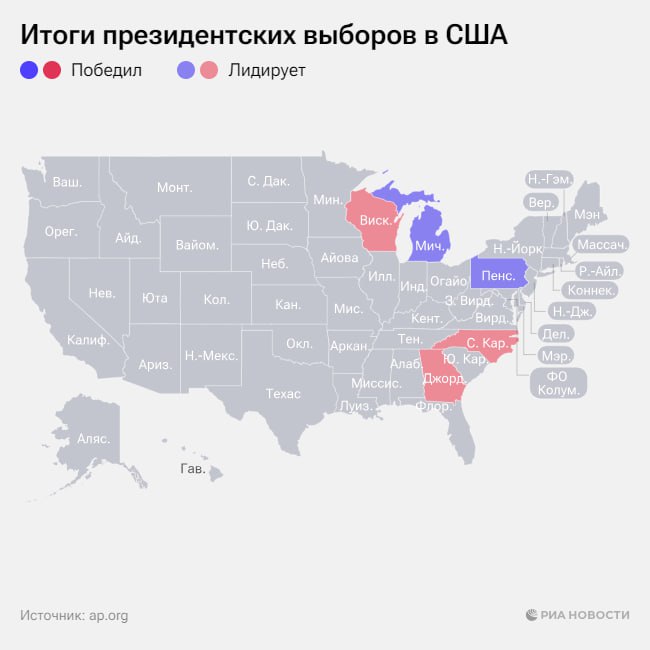 Итоги президентских выборов в США
Победил
Лидирует
Ваш.
Монт.
С. Дак.
Мин.
Виск.
Мич.
Н.-Гэм.
Вер.
Мэн
Орег.
Айд.
Вайом.
Ю. Дак.
Айова
Н.-Йорк
Массач.
Пенс.
Р.-Айл.
Неб.
Илл.
Инд.
Огайо
Коннек.
Нев.
Юта
Кол.
Кан.
Мис.
З. Вирд.
Кент.
Вирд.
Н.-Дж.
Дел.
Калиф.
Ариз.
Н.-Мекс.
Окл.
Аркан.
Тен.
С. Кар.
Мэр.
Ю. Кар.
Алаб.
Джорд.
Миссис.
Техас
Луиз.
Флор.
ФО
Колум.
Аляс.
Гав.
Источник: ap.org
РИА НОВОСТИ